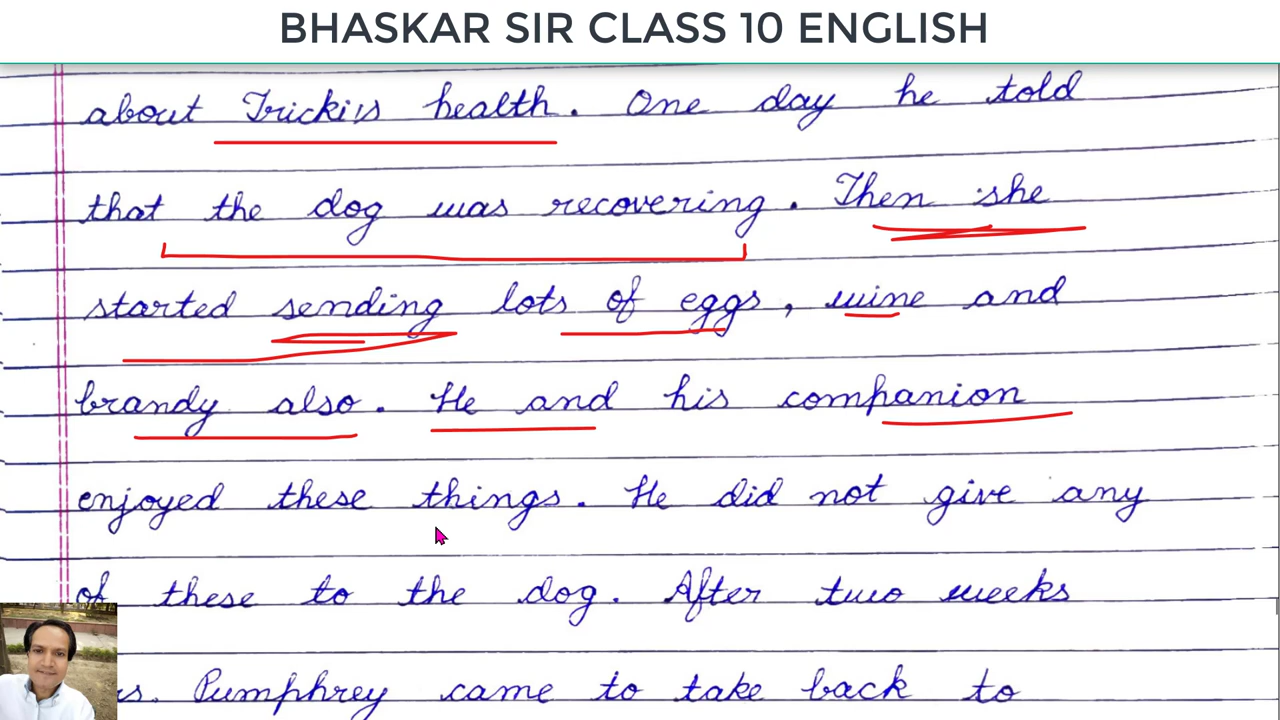 BHASKAR SIR CLASS 10 ENGLISH
about Tricki's health. One day he told
that the dog was recovering. Then she
started sending lots of eggs, wine and
brandy also. He and his companion
enjoyed these things. He did not give any
of these to the dog. After two weeks
Pumphrey came to take back to